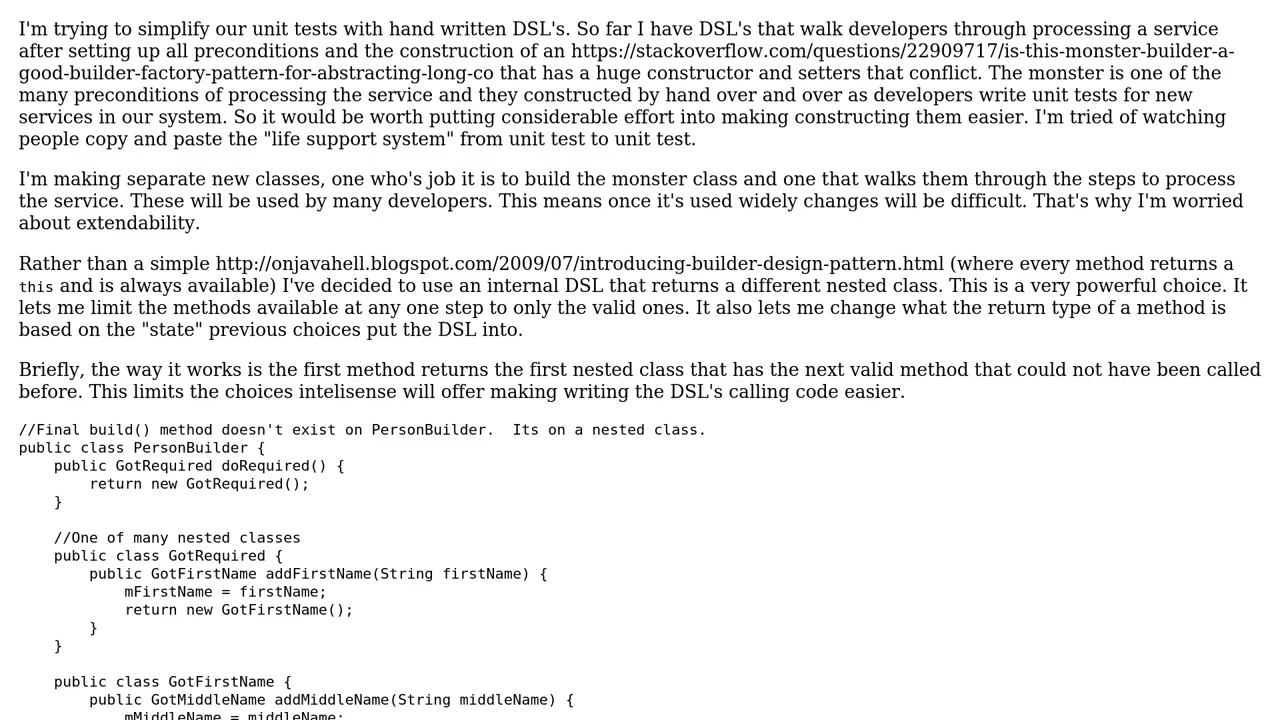 I'm trying to simplify our unit tests with hand written DSL's. So far I have DSL's that walk developers through processing a service
after setting up all preconditions and the construction of an https://stackoverflow.com/questions/22909717/is-this-monster-builder-a-
good-builder-factory-pattern-for-abstracting-long-co that has a huge constructor and setters that conflict. The monster is one of the
many preconditions of processing the service and they constructed by hand over and over as developers write unit tests for new
services in our system. So it would be worth putting considerable effort into making constructing them easier. I'm tried of watching
people copy and paste the "life support system" from unit test to unit test.
I'm making separate new classes, one who's job it is to build the monster class and one that walks them through the steps to process
the service. These will be used by many developers. This means once it's used widely changes will be difficult. That's why I'm worried
about extendability.
Rather than a simple http://onjavahell.blogspot.com/2009/07/introducing-builder-design-pattern.html (where every method returns a
this and is always available) I've decided to use an internal DSL that returns a different nested class. This is a very powerful choice. It
lets me limit the methods available at any one step to only the valid ones. It also lets me change what the return type of a method is
based on the "state" previous choices put the DSL into.
Briefly, the way it works is the first method returns the first nested class that has the next valid method that could not have been called
before. This limits the choices intelisense will offer making writing the DSL's calling code easier.
//Final build() method doesn't exist on PersonBuilder.  Its on a nested class.
public class PersonBuilder {
    public GotRequired doRequired() {
        return new GotRequired();
    }
    //One of many nested classes
    public class GotRequired {
        public GotFirstName addFirstName(String firstName) {
            mFirstName = firstName;
            return new GotFirstName();
        }
    }
    public class GotFirstName {
        public GotMiddleName addMiddleName(String middleName) {
            mMiddleName = middleName;